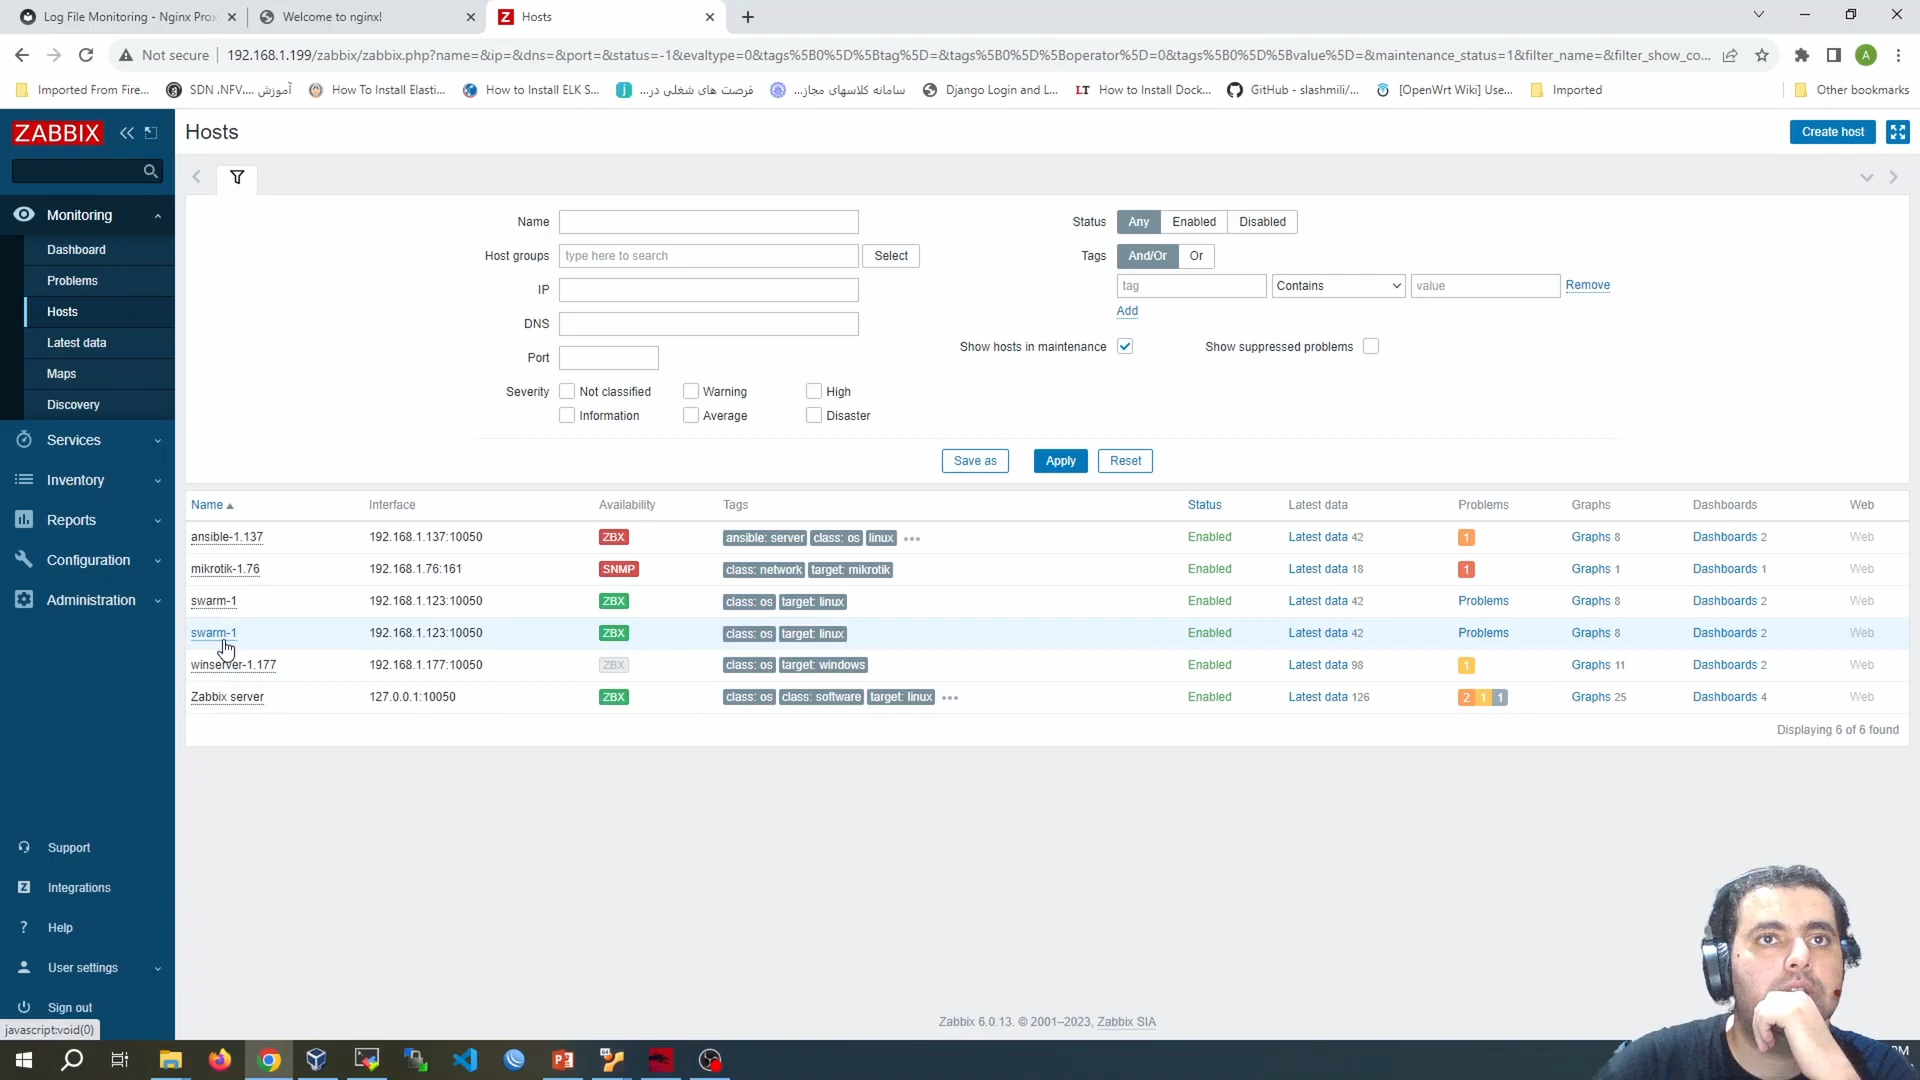 Log File Monitoring - Nginx Prox
Welcome to nginx!
Hosts
Not secure
192.168.1.199/zabbix/zabbix.php?name=&ip=&dns=&port=&status=-1&evaltype=0&tags%5B0%5D%5Btag%5D=&tags%5B0%5D%5Boperator%5D=0&tags%5B0%5D%5Bvalue%5D=&maintenance_status=1&filter_name=&filter_show_co...
A
Imported From Fire...
آموزش SDN ،NFV....
How To Install Elasti...
How to Install ELK S...
فرصت های شغلی در...
سامانه کلاسهای مجاز...
Django Login and L...
LT How to Install Dock...
GitHub - slashmili/...
[OpenWrt Wiki] Use...
Imported
Other bookmarks
ZABBIX
Hosts
Create host
Monitoring
Dashboard
Problems
Hosts
Latest data
Maps
Discovery
Services
Inventory
Reports
Configuration
Administration
Support
Z Integrations
? Help
User settings
Sign out
javascript:void(0)
Name
Host groups type here to search Select
IP
DNS
Port
Severity Not classified Warning High
Information Average Disaster
Status Any Enabled Disabled
Tags And/Or Or
tag Contains value Remove
Add
Show hosts in maintenance Show suppressed problems
Save as Apply Reset
Name Interface Availability Tags Status Latest data Problems Graphs Dashboards Web
ansible-1.137 192.168.1.137:10050 ZBX ansible: server class: os linux ••• Enabled Latest data 42 1 Graphs 8 Dashboards 2 Web
mikrotik-1.76 192.168.1.76:161 SNMP class: network target: mikrotik Enabled Latest data 18 1 Graphs 1 Dashboards 1 Web
swarm-1 192.168.1.123:10050 ZBX class: os target: linux Enabled Latest data 42 Problems Graphs 8 Dashboards 2 Web
swarm-1 192.168.1.123:10050 ZBX class: os target: linux Enabled Latest data 42 Problems Graphs 8 Dashboards 2 Web
winserver-1.177 192.168.1.177:10050 ZBX class: os target: windows Enabled Latest data 98 1 Graphs 11 Dashboards 2 Web
Zabbix server 127.0.0.1:10050 ZBX class: os class: software target: linux ••• Enabled Latest data 126 2 1 1 Graphs 25 Dashboards 4 Web
Displaying 6 of 6 found
Zabbix 6.0.13. © 2001–2023, Zabbix SIA